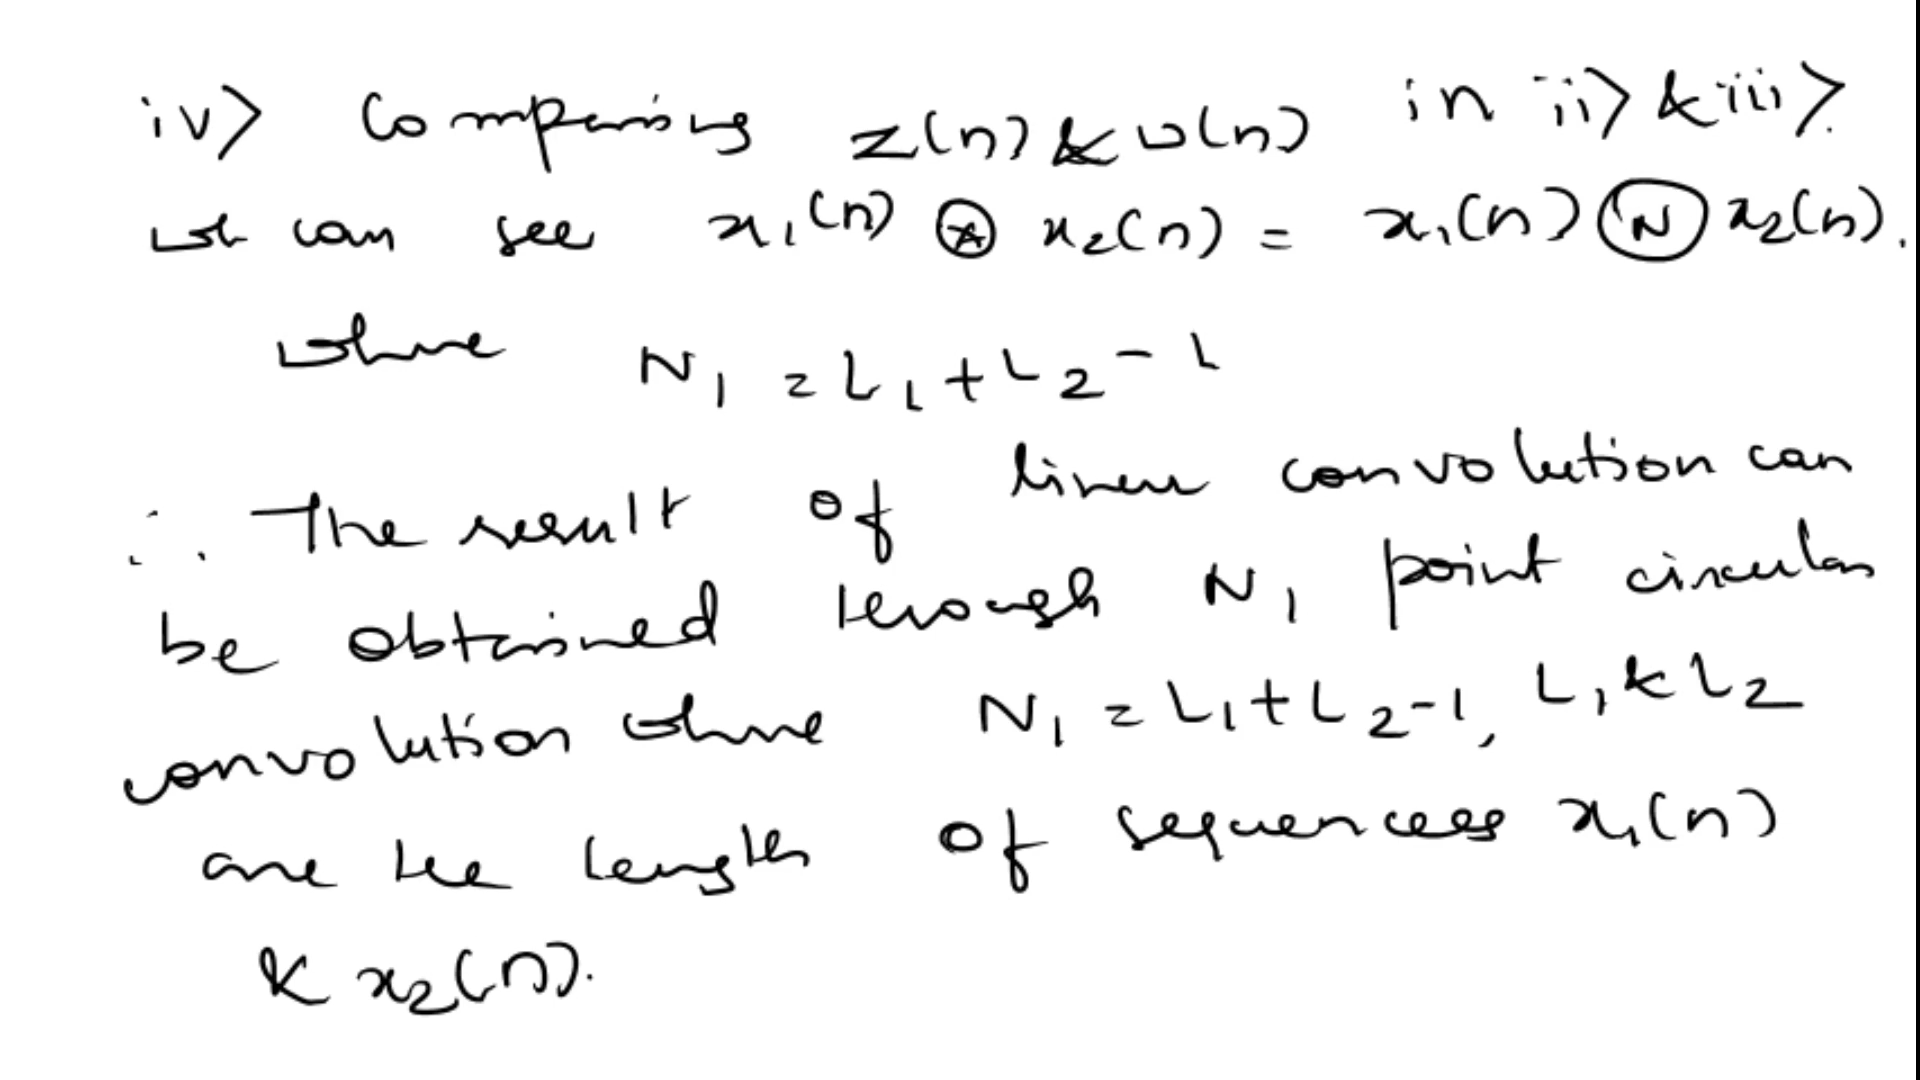 iv> Comparing z(n) & v(n) in ii> & iii>.
we can see x₁(n) ⊛ x₂(n) = x₁(n) Ⓝ x₂(n).
where N₁ = L₁ + L₂ - 1
∴ The result of linear convolution can
be obtained through N₁ point circular
convolution where N₁ = L₁ + L₂ - 1, L₁ & L₂
are the lengths of sequences x₁(n)
& x₂(n).